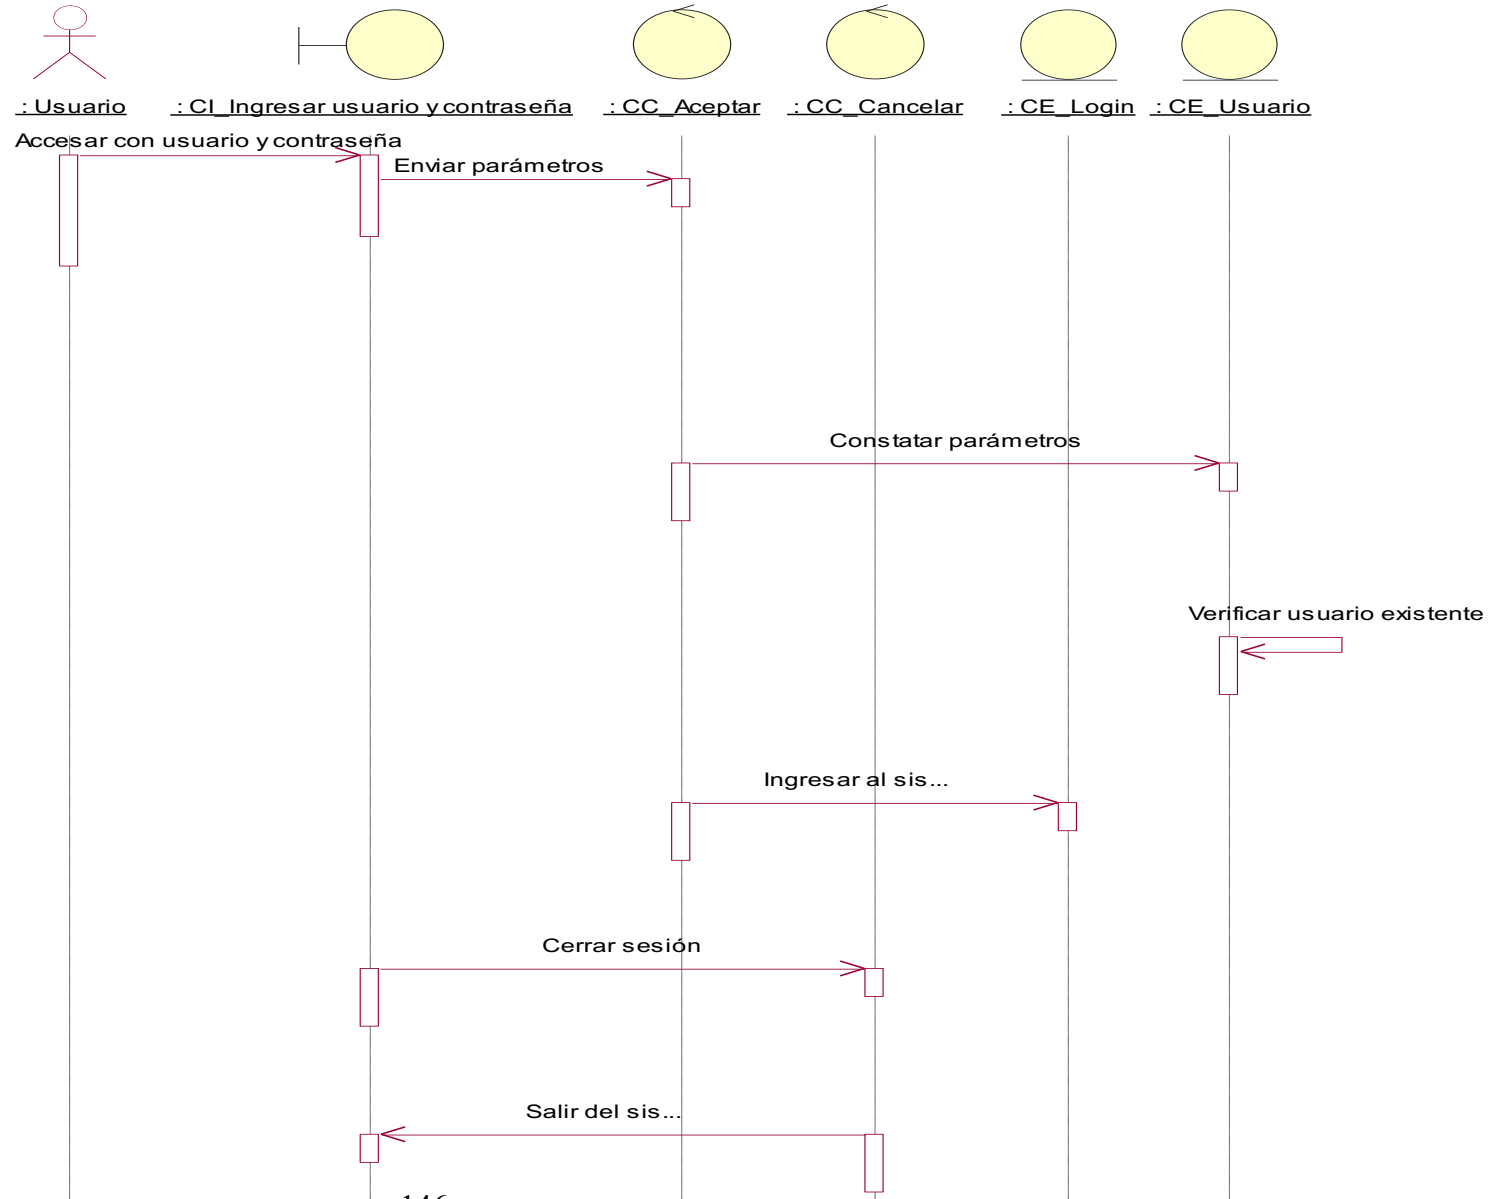 : Usuario
: CI_Ingresar usuario y contraseña
: CC_Aceptar
: CC_Cancelar
: CE_Login
: CE_Usuario
Accesar con usuario y contraseña
Enviar parámetros
Constatar parámetros
Verificar usuario existente
Ingresar al sis...
Cerrar sesión
Salir del sis...
146